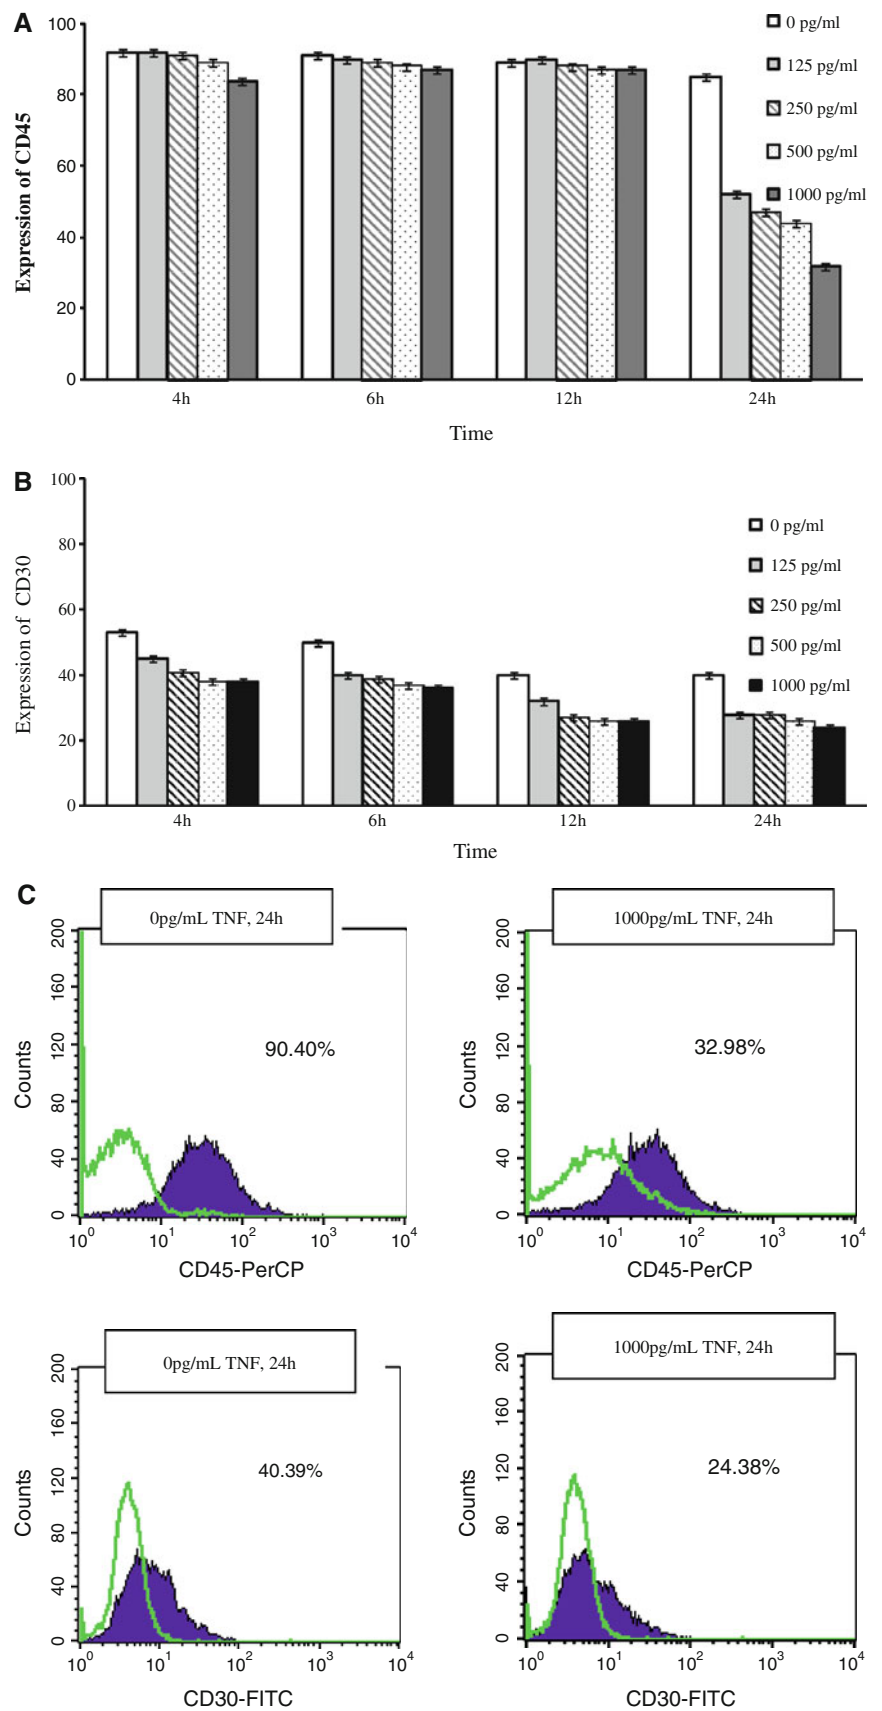 A
100
80
60
40
20
0
Expression of CD45
0 pg/ml
125 pg/ml
250 pg/ml
500 pg/ml
1000 pg/ml
4h 6h 12h 24h
Time
B
100
80
60
40
20
0
Expression of CD30
0 pg/ml
125 pg/ml
250 pg/ml
500 pg/ml
1000 pg/ml
4h 6h 12h 24h
Time
C
0pg/mL TNF, 24h
200
160
120
80
40
0
Counts
90.40%
10^0 10^1 10^2 10^3 10^4
CD45-PerCP
1000pg/mL TNF, 24h
200
160
120
80
40
0
Counts
32.98%
10^0 10^1 10^2 10^3 10^4
CD45-PerCP
0pg/mL TNF, 24h
200
160
120
80
40
0
Counts
40.39%
10^0 10^1 10^2 10^3 10^4
CD30-FITC
1000pg/mL TNF, 24h
200
160
120
80
40
0
Counts
24.38%
10^0 10^1 10^2 10^3 10^4
CD30-FITC